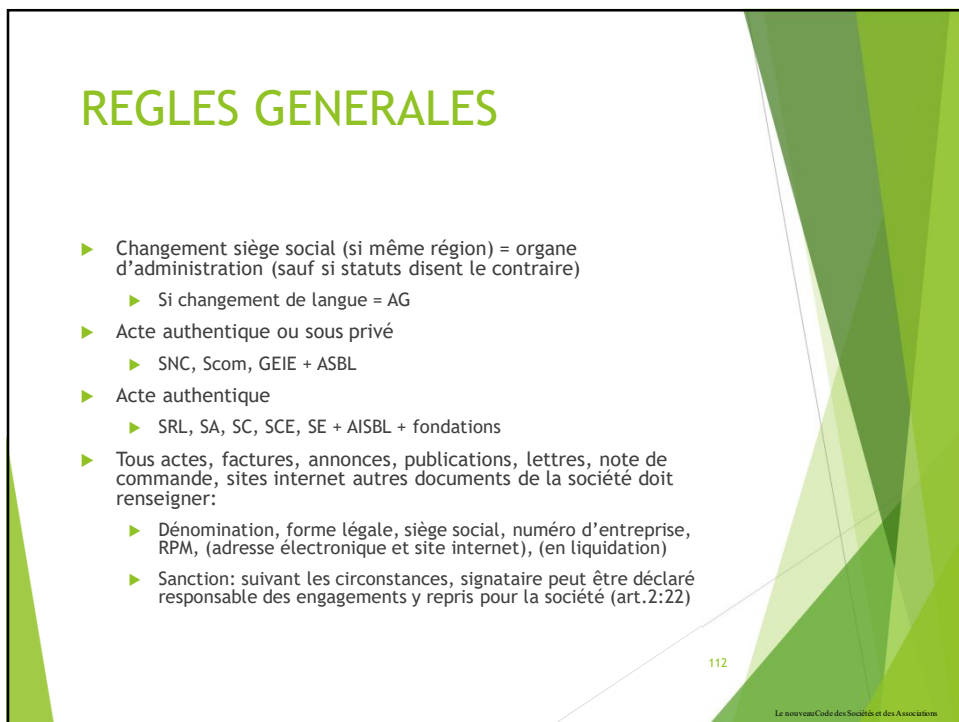 REGLES GENERALES
Changement siège social (si même région) = organe
d'administration (sauf si statuts disent le contraire)
Si changement de langue = AG
Acte authentique ou sous privé
SNC, Scom, GEIE + ASBL
Acte authentique
SRL, SA, SC, SCE, SE + AISBL + fondations
Tous actes, factures, annonces, publications, lettres, note de
commande, sites internet autres documents de la société doit
renseigner:
Dénomination, forme légale, siège social, numéro d'entreprise,
RPM, (adresse électronique et site internet), (en liquidation)
Sanction: suivant les circonstances, signataire peut être déclaré
responsable des engagements y repris pour la société (art.2:22)
112
Le nouveau Code des Sociétés et des Associations